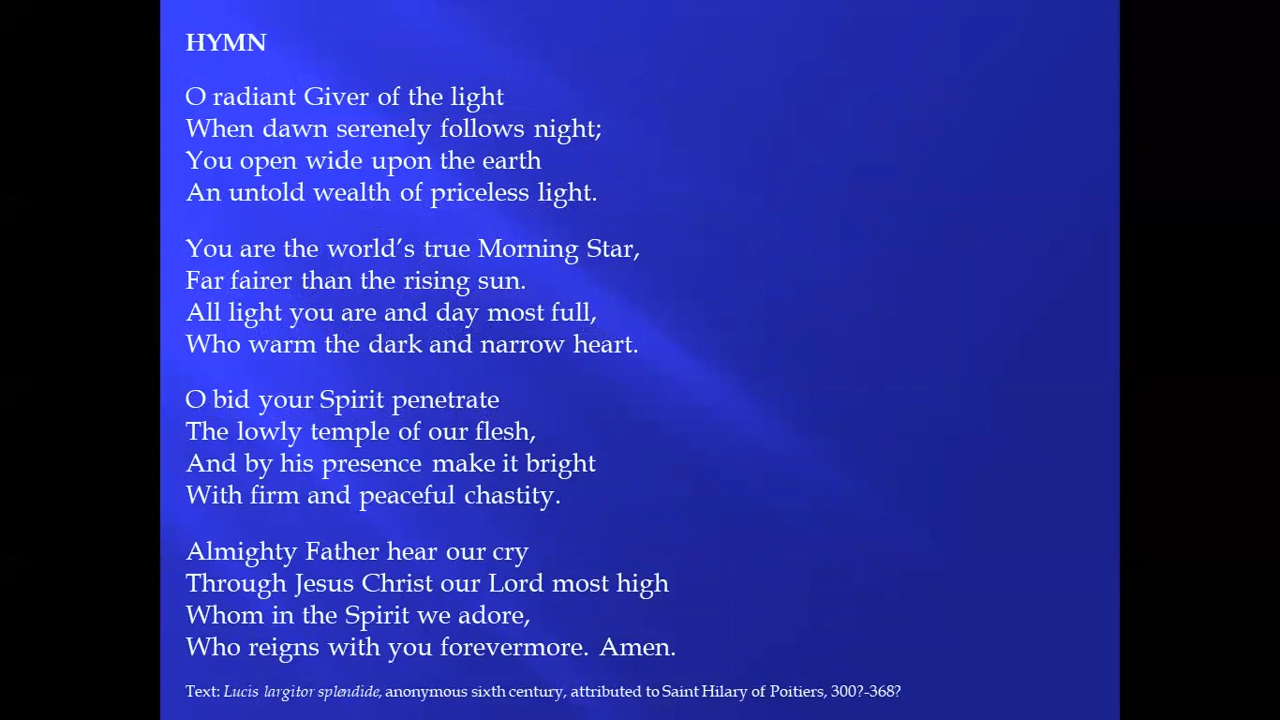 HYMN
O radiant Giver of the light
When dawn serenely follows night;
You open wide upon the earth
An untold wealth of priceless light.
You are the world’s true Morning Star,
Far fairer than the rising sun.
All light you are and day most full,
Who warm the dark and narrow heart.
O bid your Spirit penetrate
The lowly temple of our flesh,
And by his presence make it bright
With firm and peaceful chastity.
Almighty Father hear our cry
Through Jesus Christ our Lord most high
Whom in the Spirit we adore,
Who reigns with you forevermore. Amen.
Text: Lucis largitor splendide, anonymous sixth century, attributed to Saint Hilary of Poitiers, 300?-368?